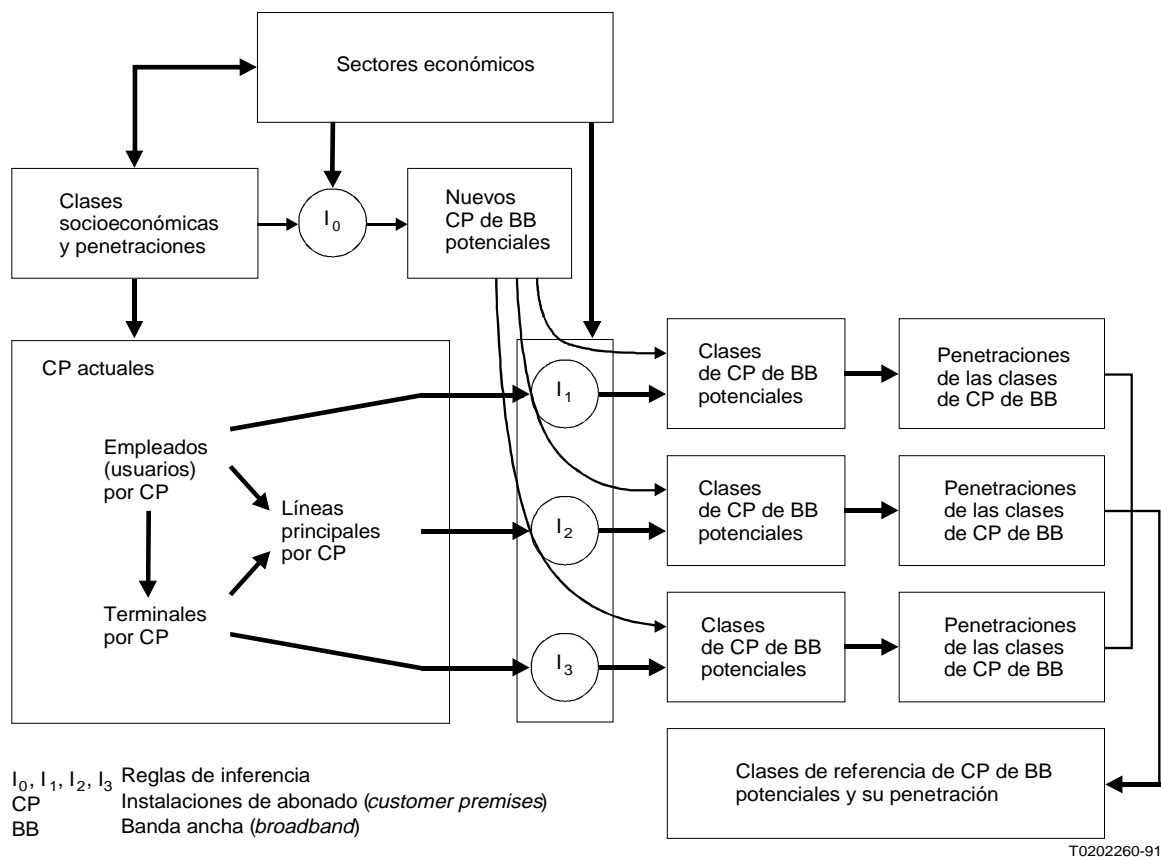 Sectores económicos
Clases
socioeconómicas
y penetraciones
I0
Nuevos
CP de BB
potenciales
CP actuales
Empleados
(usuarios)
por CP
Líneas
principales
por CP
Terminales
por CP
I1
I2
I3
Clases
de CP de BB
potenciales
Penetraciones
de las clases
de CP de BB
Clases
de CP de BB
potenciales
Penetraciones
de las clases
de CP de BB
Clases
de CP de BB
potenciales
Penetraciones
de las clases
de CP de BB
Clases de referencia de CP de BB
potenciales y su penetración
I0, I1, I2, I3 Reglas de inferencia
CP Instalaciones de abonado (customer premises)
BB Banda ancha (broadband)
T0202260-91